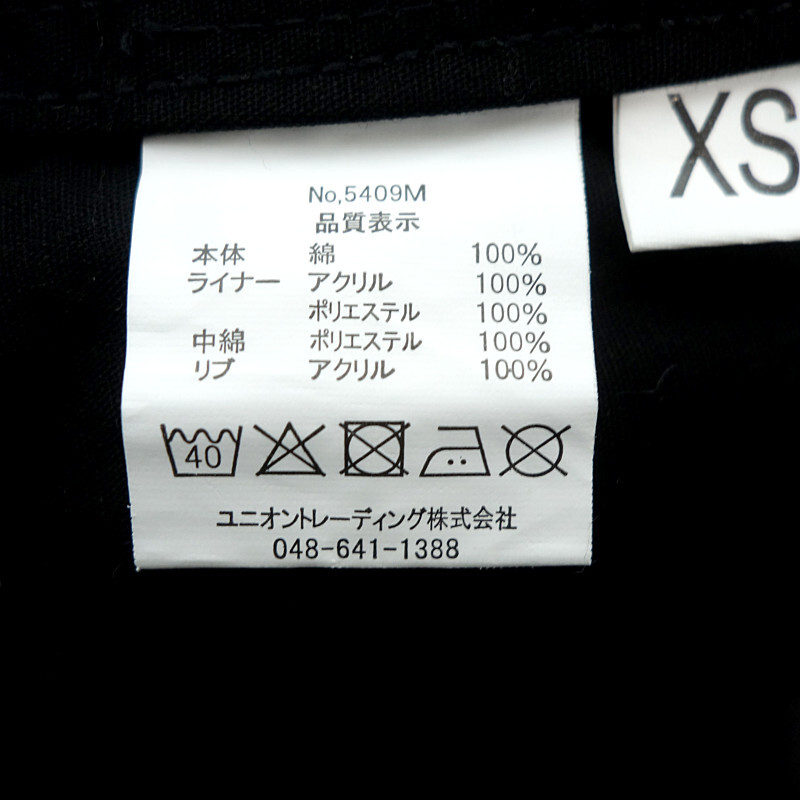 No,5409M
品質表示
本体 綿 100%
ライナー アクリル 100%
ポリエステル 100%
中綿 ポリエステル 100%
リブ アクリル 100%
40
ユニオントレーディング株式会社
048-641-1388
XS